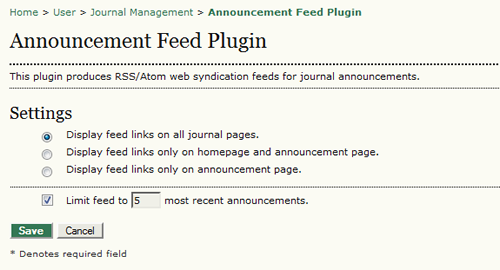 Home > User > Journal Management > Announcement Feed Plugin
Announcement Feed Plugin
This plugin produces RSS/Atom web syndication feeds for journal announcements.
Settings
Display feed links on all journal pages.
Display feed links only on homepage and announcement page.
Display feed links only on announcement page.
Limit feed to 5 most recent announcements.
Save Cancel
* Denotes required field